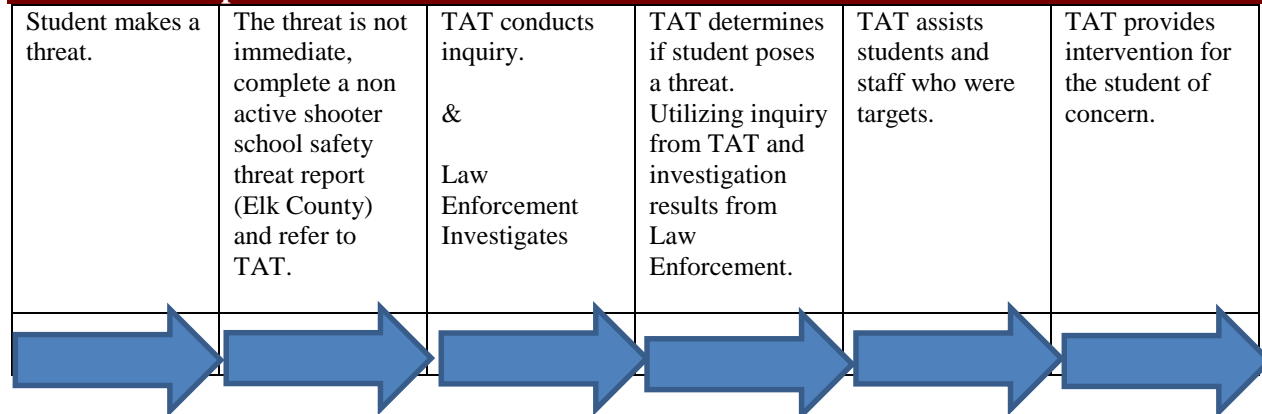 Student makes a
threat.
The threat is not
immediate,
complete a non
active shooter
school safety
threat report
(Elk County)
and refer to
TAT.
TAT conducts
inquiry.
&
Law
Enforcement
Investigates
TAT determines
if student poses
a threat.
Utilizing inquiry
from TAT and
investigation
results from
Law
Enforcement.
TAT assists
students and
staff who were
targets.
TAT provides
intervention for
the student of
concern.